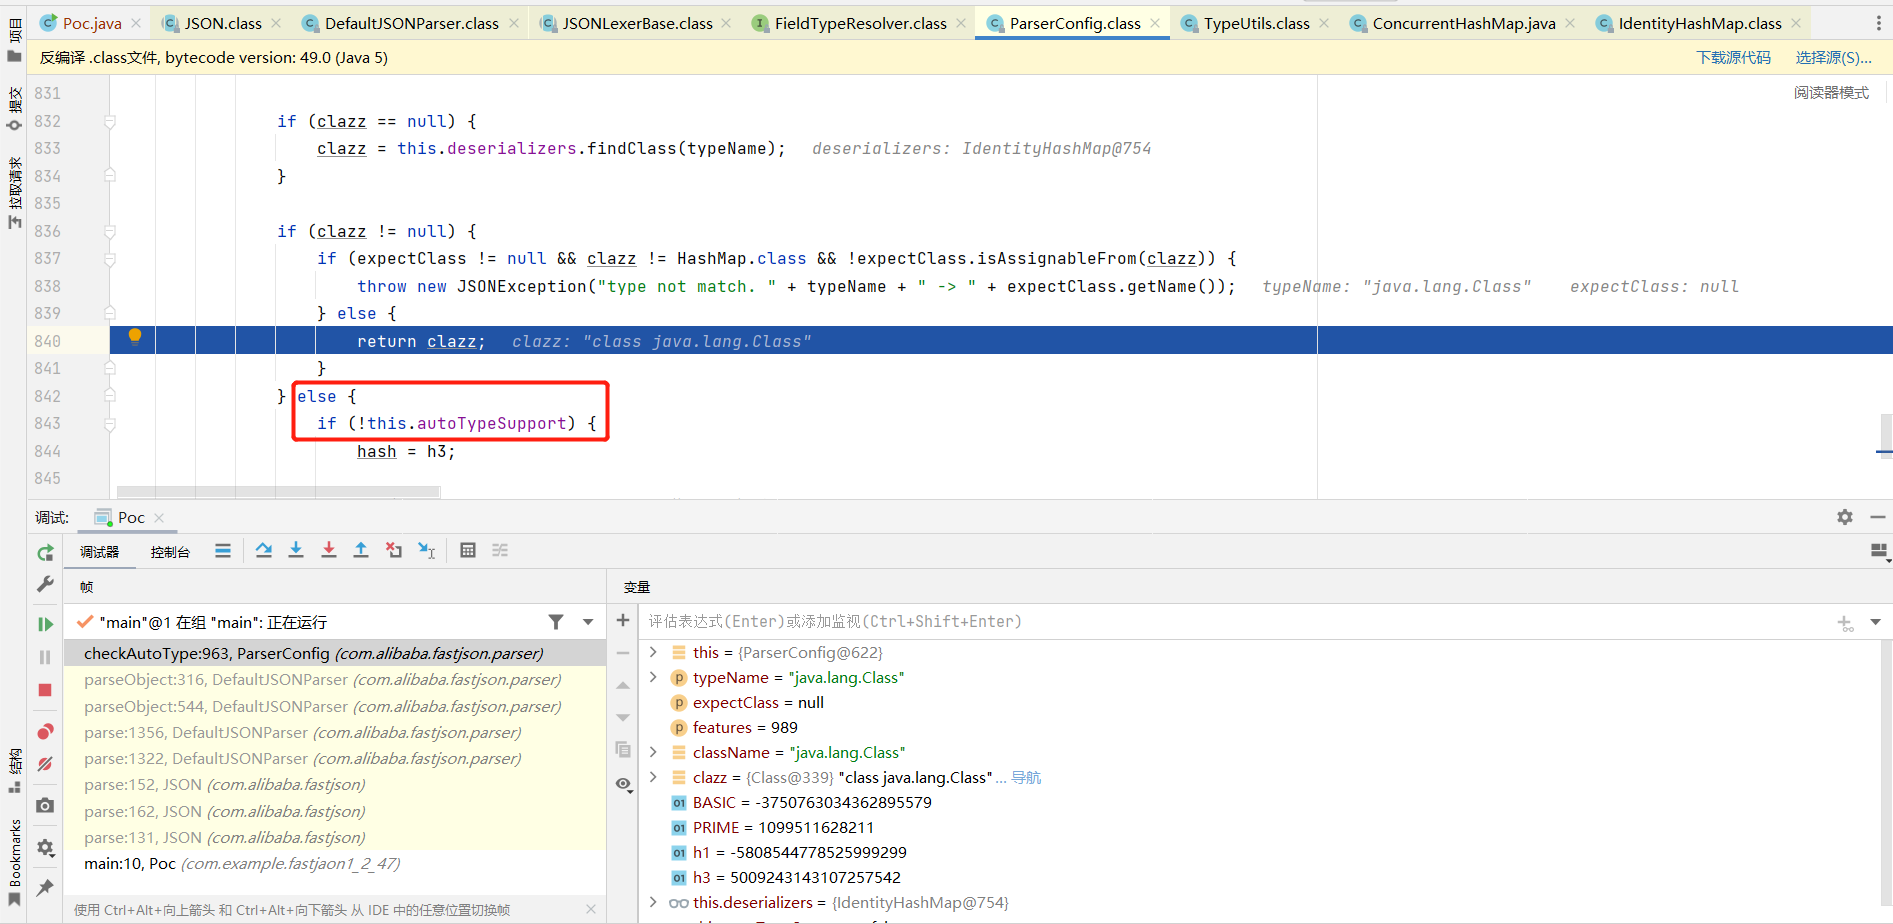 Poc.java
JSON.class
DefaultJSONParser.class
JSONLexerBase.class
FieldTypeResolver.class
ParserConfig.class
TypeUtils.class
ConcurrentHashMap.java
IdentityHashMap.class
反编译 .class文件, bytecode version: 49.0 (Java 5)
下载源代码 选择源(S)...
阅读器模式
项目
提交
拉取请求
结构
Bookmarks
831
832 if (clazz == null) {
833 clazz = this.deserializers.findClass(typeName); deserializers: IdentityHashMap@754
834 }
835
836 if (clazz != null) {
837 if (expectClass != null && clazz != HashMap.class && !expectClass.isAssignableFrom(clazz)) {
838 throw new JSONException("type not match. " + typeName + " -> " + expectClass.getName()); typeName: "java.lang.Class" expectClass: null
839 } else {
840 return clazz; clazz: "class java.lang.Class"
841 }
842 } else {
843 if (!this.autoTypeSupport) {
844 hash = h3;
845
调试: Poc
调试器 控制台
帧
"main"@1 在组 "main": 正在运行
checkAutoType:963, ParserConfig (com.alibaba.fastjson.parser)
parseObject:316, DefaultJSONParser (com.alibaba.fastjson.parser)
parseObject:544, DefaultJSONParser (com.alibaba.fastjson.parser)
parse:1356, DefaultJSONParser (com.alibaba.fastjson.parser)
parse:1322, DefaultJSONParser (com.alibaba.fastjson.parser)
parse:152, JSON (com.alibaba.fastjson)
parse:162, JSON (com.alibaba.fastjson)
parse:131, JSON (com.alibaba.fastjson)
main:10, Poc (com.example.fastjaon1_2_47)
使用 Ctrl+Alt+向上箭头 和 Ctrl+Alt+向下箭头 从 IDE 中的任意位置切换帧
变量
评估表达式(Enter)或添加监视(Ctrl+Shift+Enter)
this = {ParserConfig@622}
p typeName = "java.lang.Class"
p expectClass = null
p features = 989
className = "java.lang.Class"
clazz = {Class@339} "class java.lang.Class" ... 导航
01 BASIC = -3750763034362895579
01 PRIME = 1099511628211
01 h1 = -5808544778525999299
01 h3 = 5009243143107257542
this.deserializers = {IdentityHashMap@754}